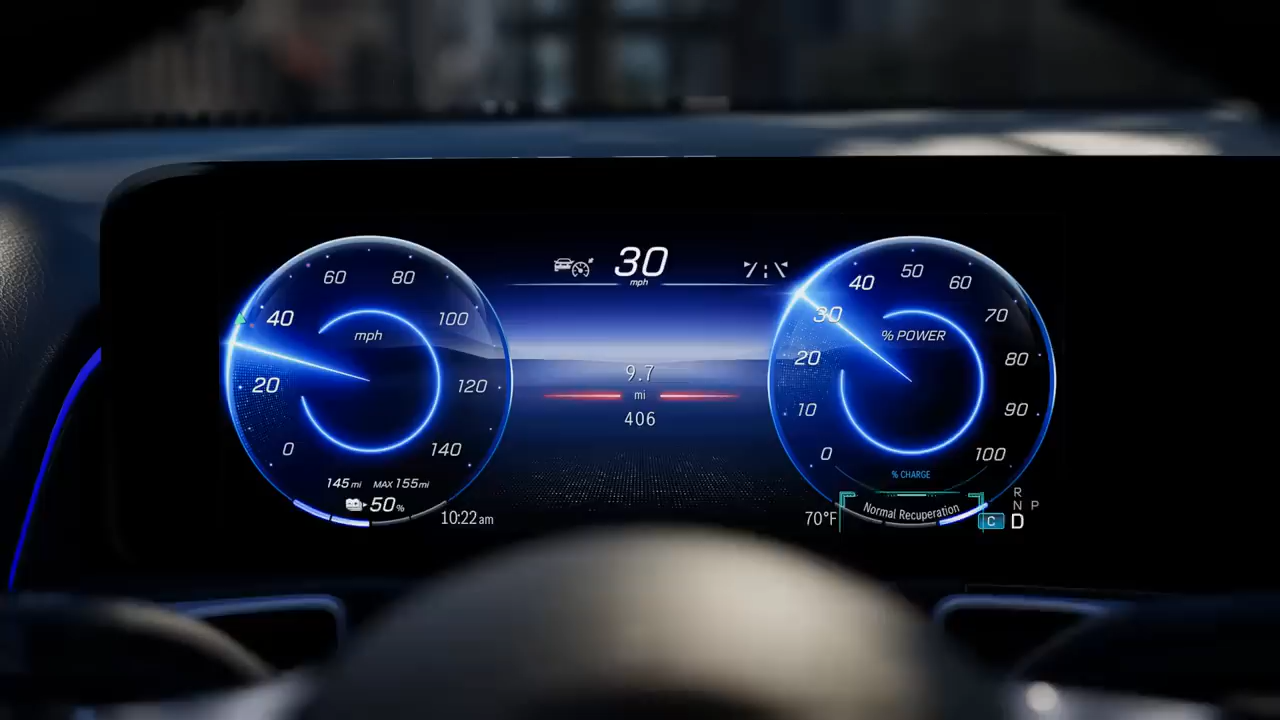 30
mph
60 80
40 100
mph
20 120
0 140
145 mi MAX 155 mi
50%
10:22 am
9.7
mi
406
50
40 60
30 70
% POWER
20 80
10 90
0 100
% CHARGE
Normal Recuperation
70°F
R
N P
C D